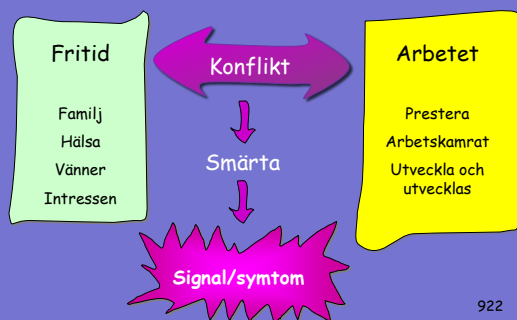 Fritid
Familj
Hälsa
Vänner
Intressen
Konflikt
Smärta
Signal/symtom
Arbetet
Prestera
Arbetskamrat
Utveckla och
utvecklas
922